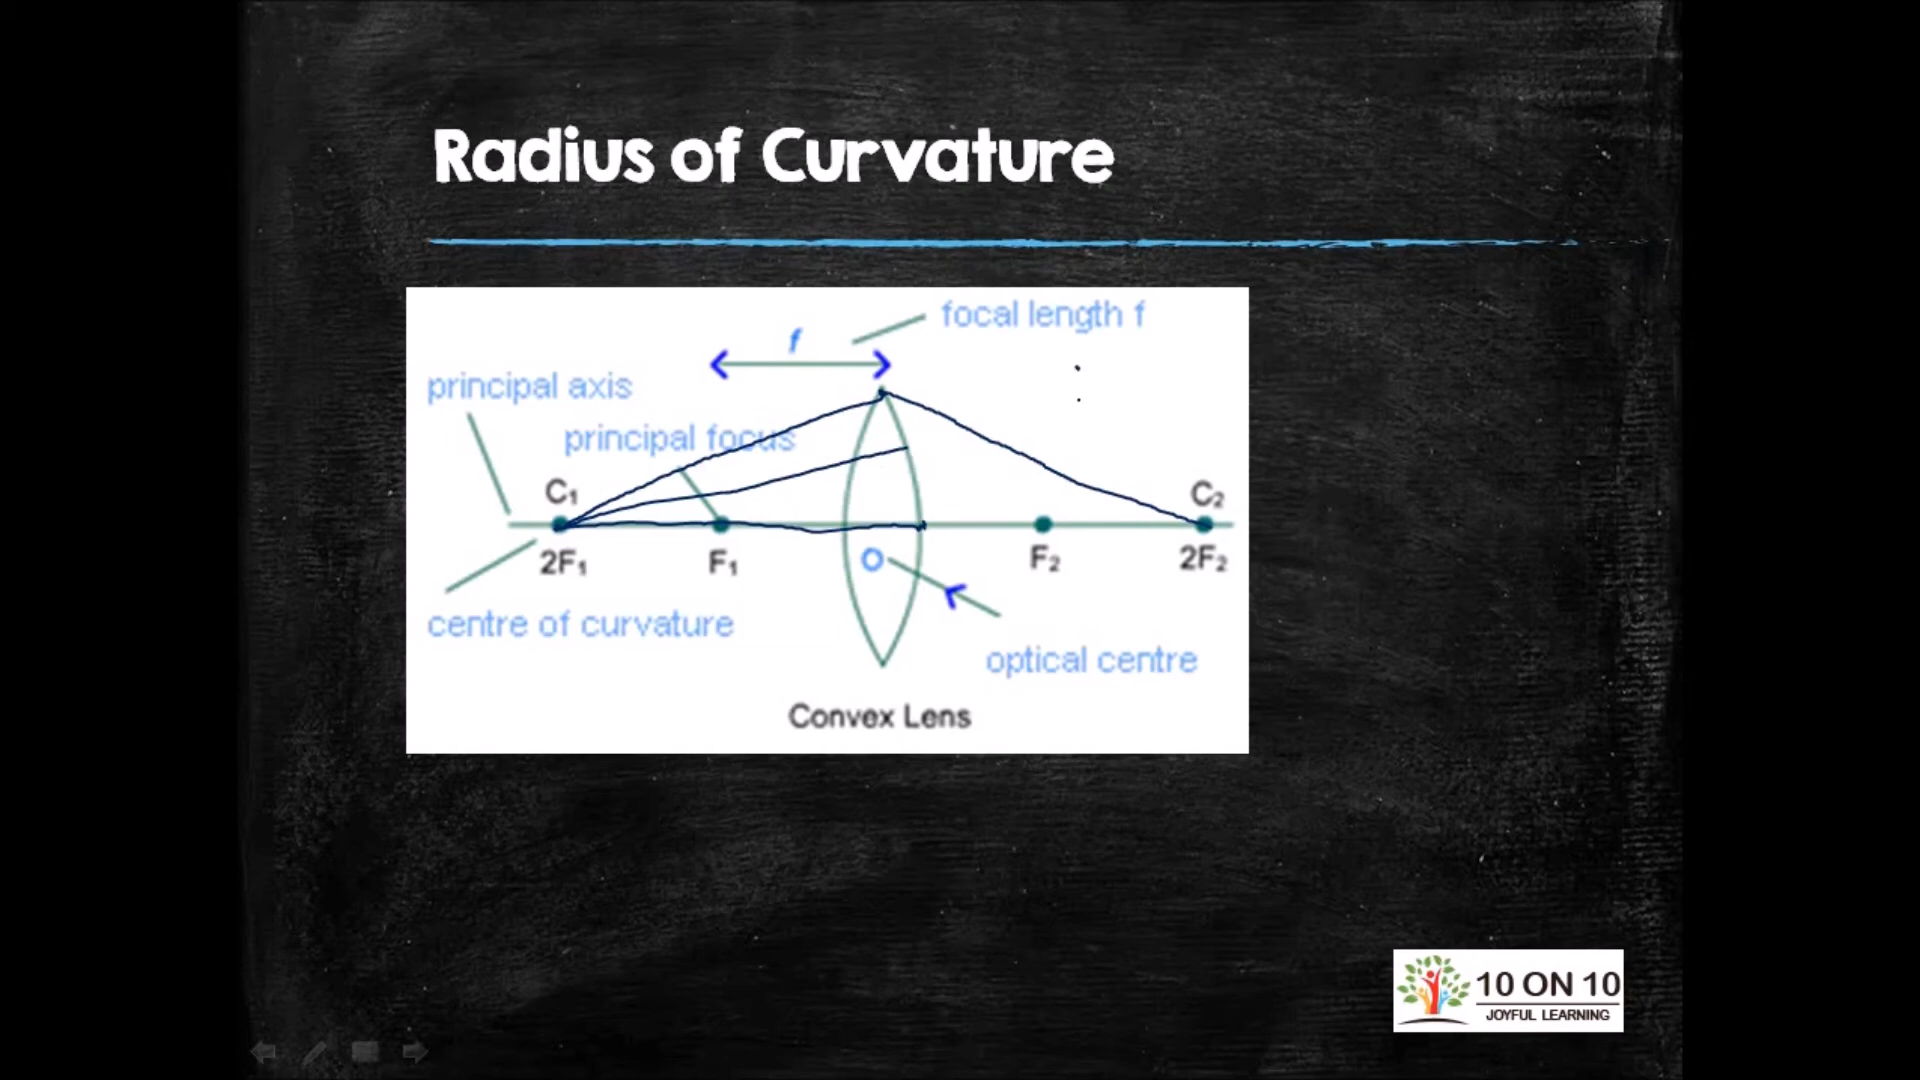 Radius of Curvature
focal length f
f
principal axis
principal focus
C₁
C₂
2F₁
F₁
O
F₂
2F₂
centre of curvature
optical centre
Convex Lens
10 ON 10
JOYFUL LEARNING